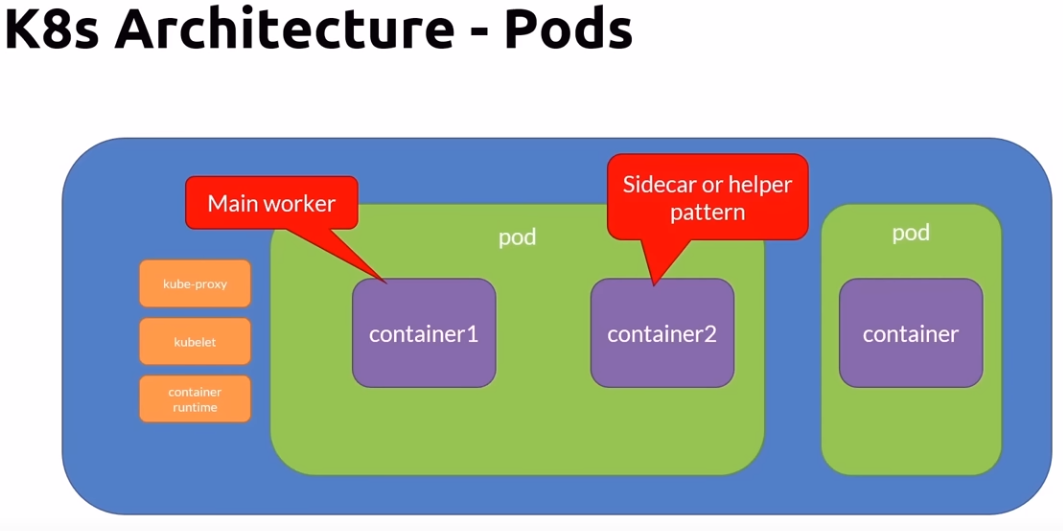 K8s Architecture - Pods
Main worker
Sidecar or helper
pattern
pod
pod
kube-proxy
kubelet
container
runtime
container1
container2
container